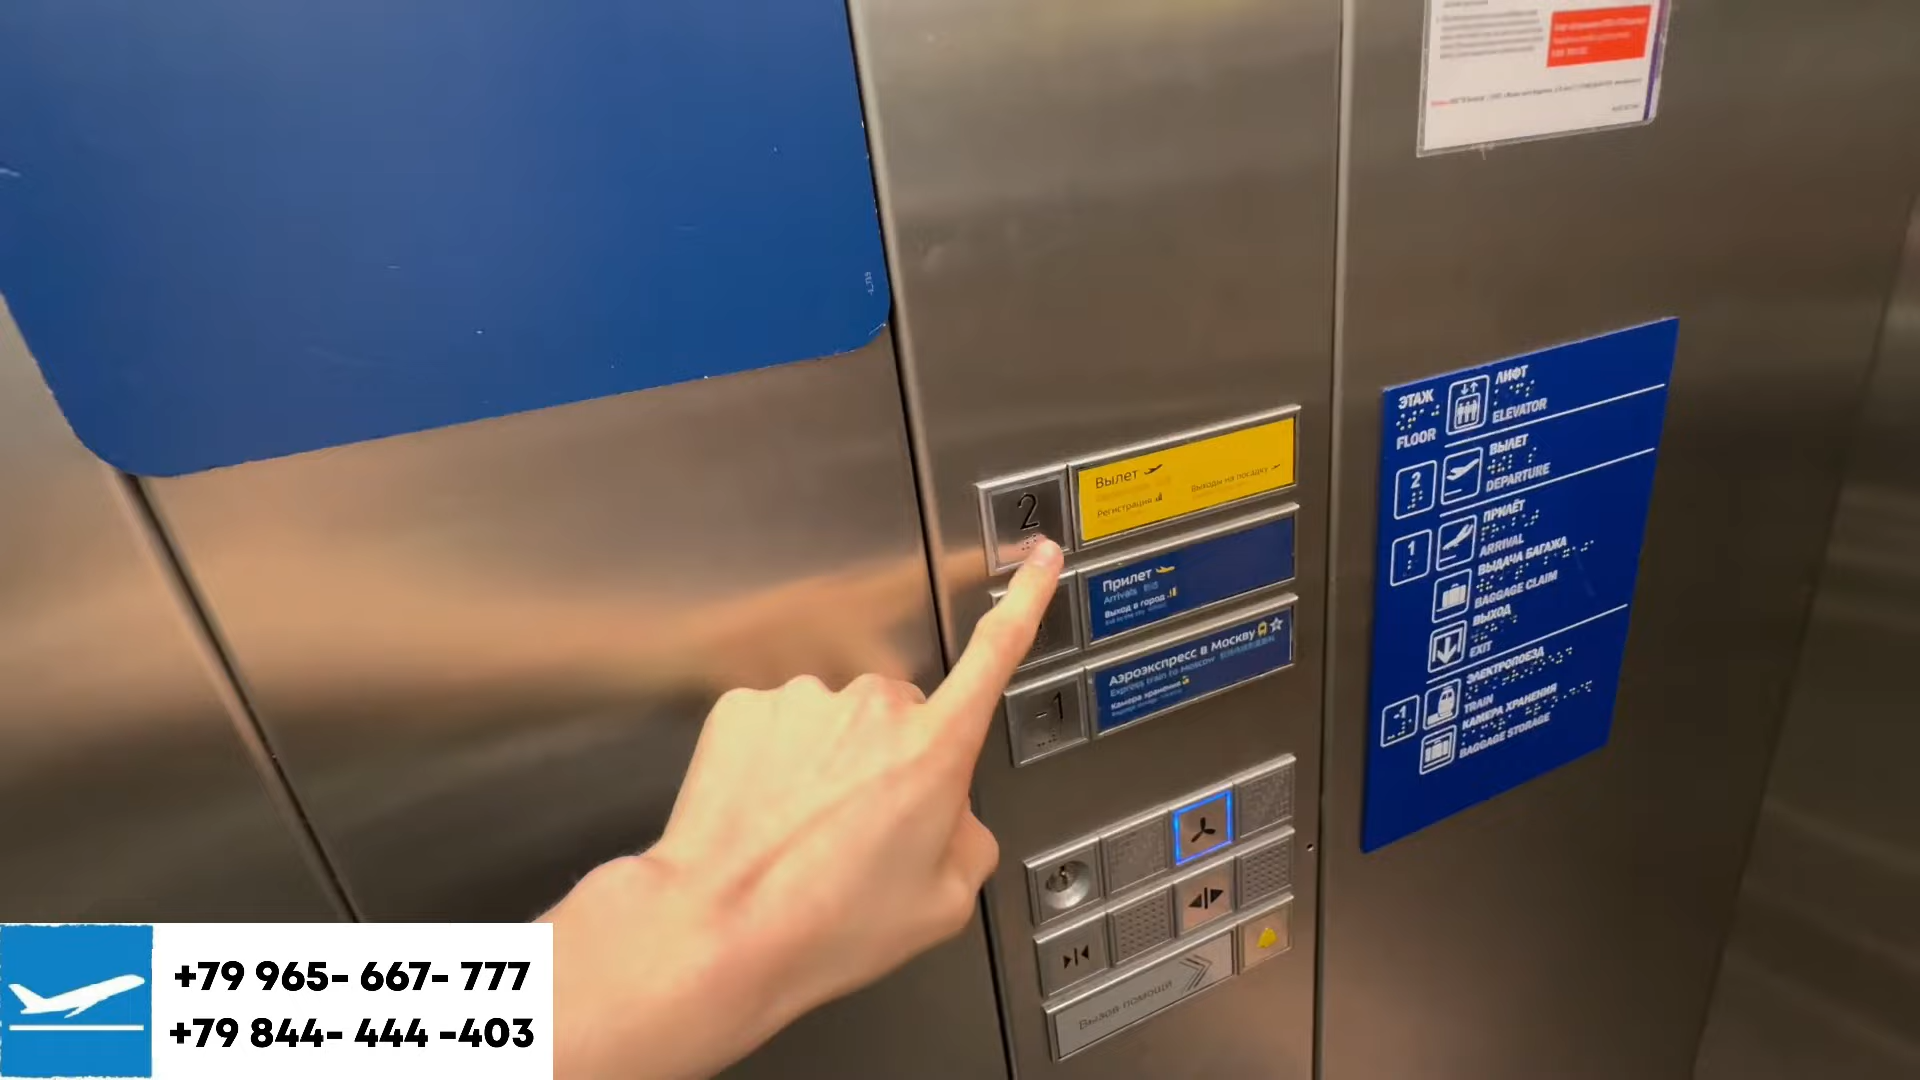 2
Вылет
Регистрация
Выходы на посадку
Прилет
Arrivals
Выход в город
-1
Аэроэкспресс в Москву
Express train to Moscow
Камера хранения
Вызов помощи
ЭТАЖ
FLOOR
ЛИФТ
ELEVATOR
2
ВЫЛЕТ
DEPARTURE
1
ПРИЛЁТ
ARRIVAL
ВЫДАЧА БАГАЖА
BAGGAGE CLAIM
ВЫХОД
EXIT
-1
ЭЛЕКТРОПОЕЗД
TRAIN
КАМЕРА ХРАНЕНИЯ
BAGGAGE STORAGE
+79 965- 667- 777
+79 844- 444 -403